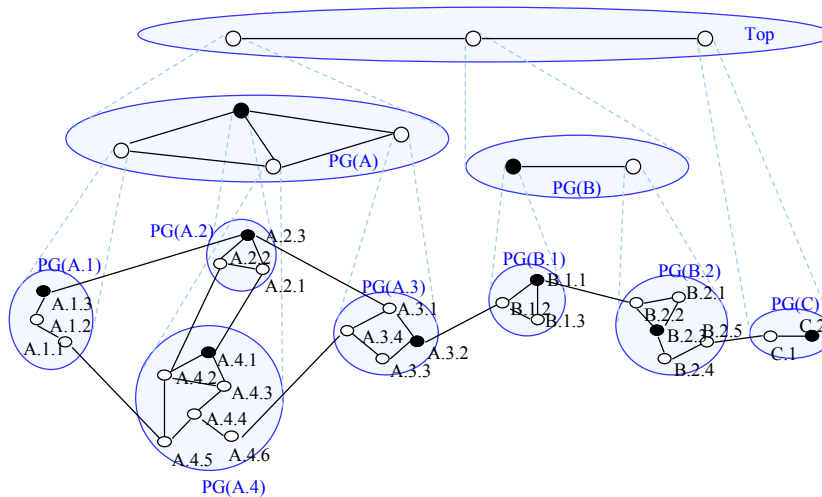 Top
PG(A)
PG(B)
PG(A.2)
A.2.3
PG(A.1)
A.2.2
A.2.1
PG(B.1)
B.1.1
PG(B.2)
B.2.1
A.1.3
A.1.2
A.1.1
PG(A.3)
A.3.1
A.3.4
A.3.2
A.3.3
B.1.2
B.1.3
B.2.2
B.2.3
B.2.5
B.2.4
PG(C)
C.2
C.1
A.4.1
A.4.2
A.4.3
A.4.4
A.4.5
A.4.6
PG(A.4)